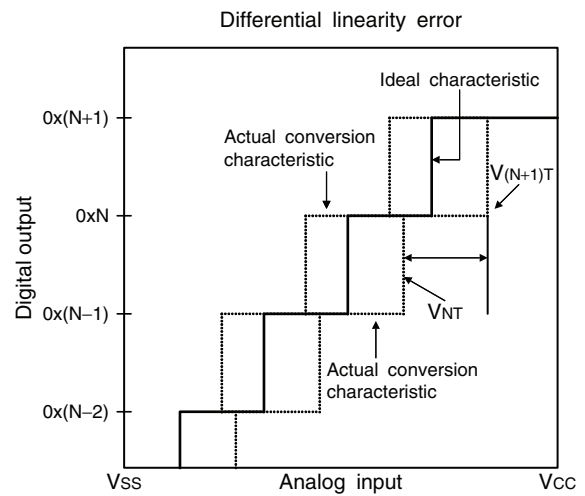 Differential linearity error
Ideal characteristic
0x(N+1)
Actual conversion
characteristic
V(N+1)T
0xN
Digital output
0x(N−1)
VNT
Actual conversion
characteristic
0x(N−2)
VSS
Analog input
VCC